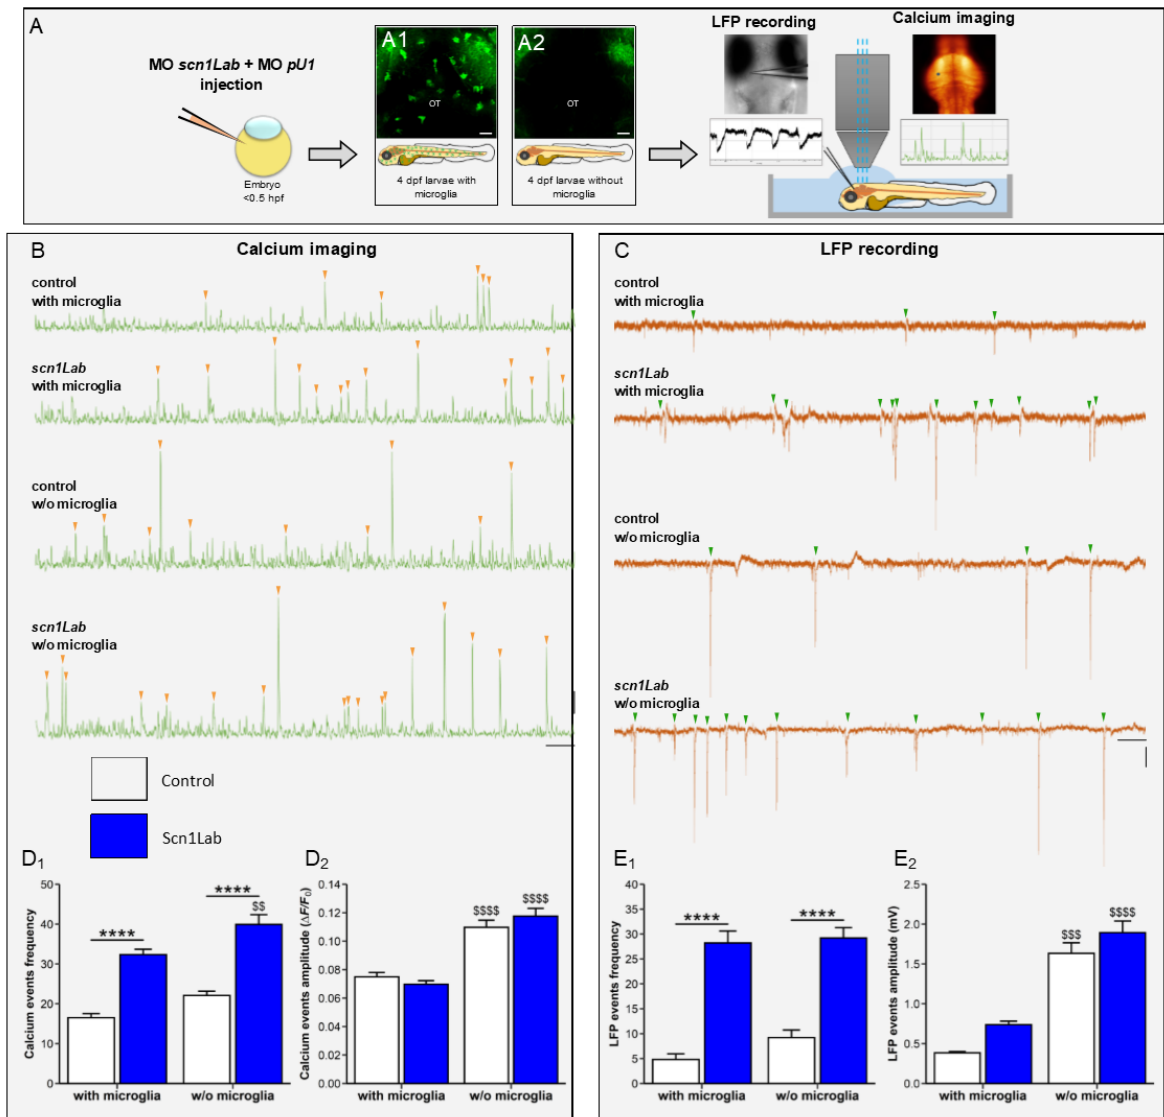 A
MO scn1Lab + MO pU1
injection
Embryo
<0.5 hpf
A1
OT
4 dpf larvae with
microglia
A2
OT
4 dpf larvae without
microglia
LFP recording
Calcium imaging
B
Calcium imaging
control
with microglia
scn1Lab
with microglia
control
w/o microglia
scn1Lab
w/o microglia
Control
Scn1Lab
C
LFP recording
control
with microglia
scn1Lab
with microglia
control
w/o microglia
scn1Lab
w/o microglia
D1
Calcium events frequency
50
40
30
20
10
0
****
****
$$
with microglia
w/o microglia
D2
Calcium events amplitude (ΔF/F0)
0.14
0.12
0.10
0.08
0.06
0.04
0.02
0.00
$$$$
$$$$
with microglia
w/o microglia
E1
LFP events frequency
40
35
30
25
20
15
10
5
0
****
****
with microglia
w/o microglia
E2
LFP events amplitude (mV)
2.5
2.0
1.5
1.0
0.5
0.0
$$$
$$$$
with microglia
w/o microglia